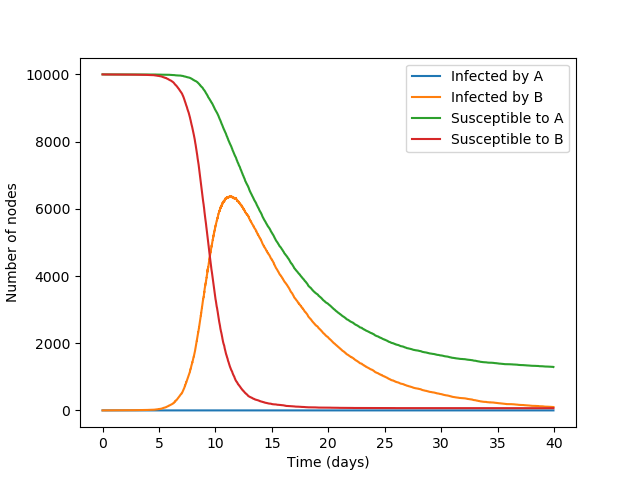 10000
8000
6000
4000
2000
0
Number of nodes
Infected by A
Infected by B
Susceptible to A
Susceptible to B
0 5 10 15 20 25 30 35 40
Time (days)